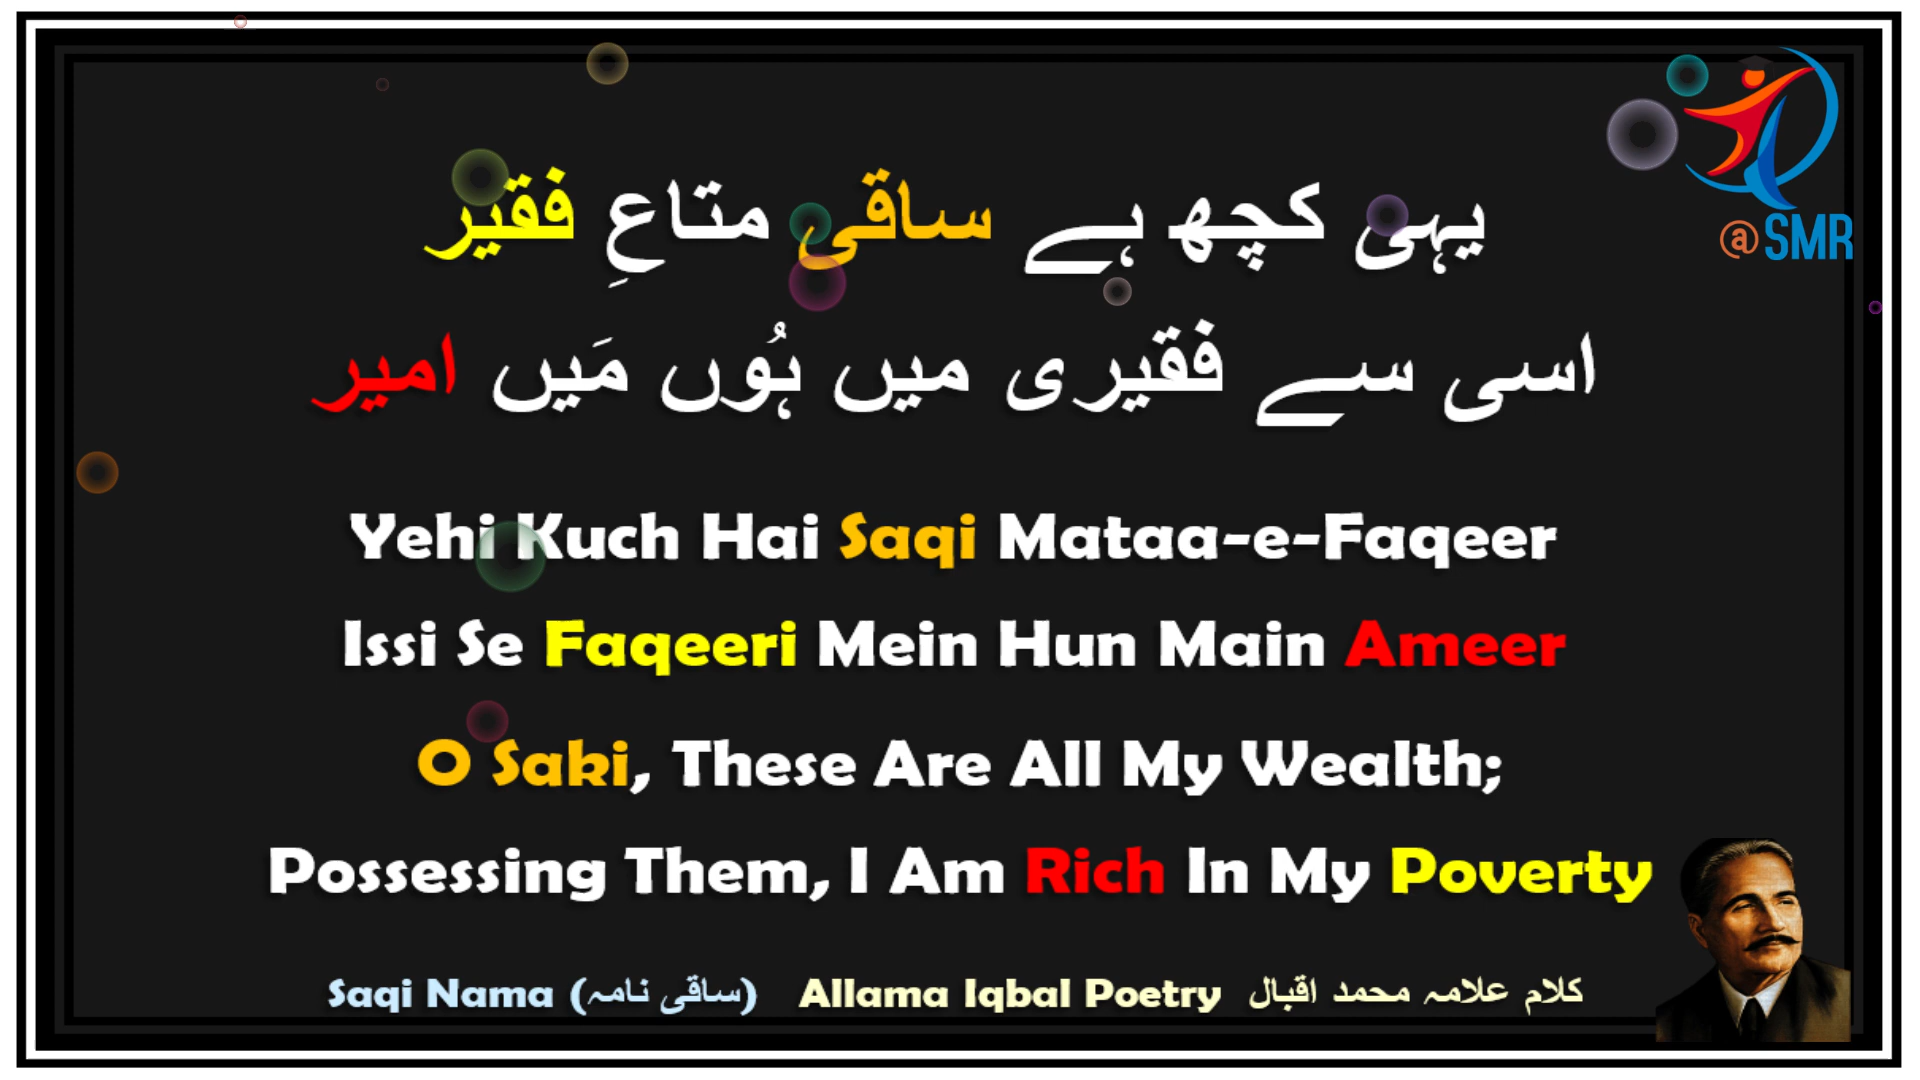 @SMR
یہی کچھ ہے ساقی متاعِ فقیر
اسی سے فقیری میں ہُوں مَیں امیر
Yehi Kuch Hai Saqi Mataa-e-Faqeer
Issi Se Faqeeri Mein Hun Main Ameer
O Saki, These Are All My Wealth;
Possessing Them, I Am Rich In My Poverty
Saqi Nama (ساقی نامہ) Allama Iqbal Poetry کلام علامہ محمد اقبال